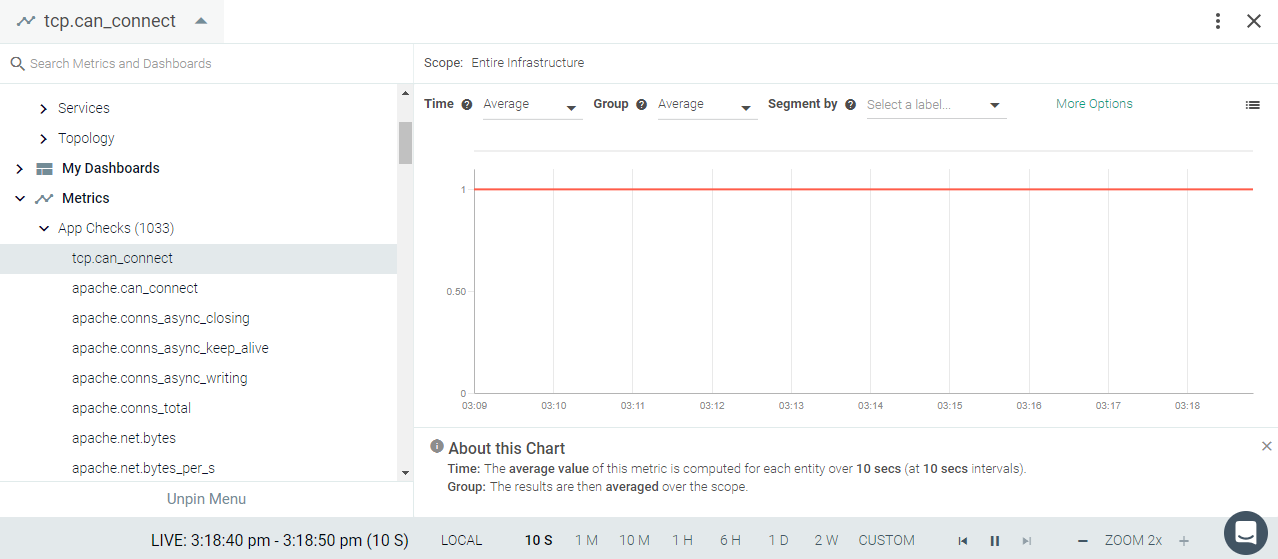 tcp.can_connect
Search Metrics and Dashboards
Scope: Entire Infrastructure
Services
Topology
My Dashboards
Metrics
App Checks (1033)
tcp.can_connect
apache.can_connect
apache.conns_async_closing
apache.conns_async_keep_alive
apache.conns_async_writing
apache.conns_total
apache.net.bytes
apache.net.bytes_per_s
Unpin Menu
Time ? Average Group ? Average Segment by ? Select a label... More Options
1
0.50
0
03:09 03:10 03:11 03:12 03:13 03:14 03:15 03:16 03:17 03:18
About this Chart
Time: The average value of this metric is computed for each entity over 10 secs (at 10 secs intervals).
Group: The results are then averaged over the scope.
LIVE: 3:18:40 pm - 3:18:50 pm (10 S) LOCAL 10 S 1 M 10 M 1 H 6 H 1 D 2 W CUSTOM ZOOM 2x